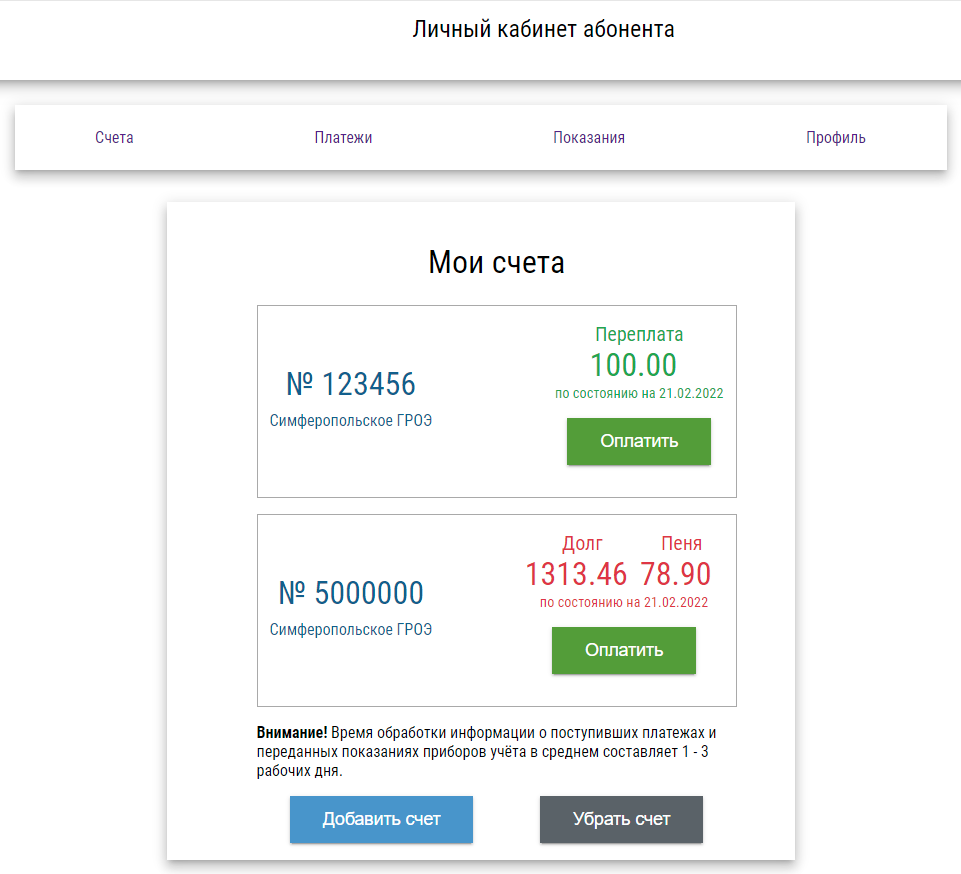 Личный кабинет абонента
Счета Платежи Показания Профиль
Мои счета
№ 123456
Симферопольское ГРОЭ
Переплата
100.00
по состоянию на 21.02.2022
Оплатить
№ 5000000
Симферопольское ГРОЭ
Долг Пеня
1313.46 78.90
по состоянию на 21.02.2022
Оплатить
Внимание! Время обработки информации о поступивших платежах и
переданных показаниях приборов учёта в среднем составляет 1 - 3
рабочих дня.
Добавить счет Убрать счет